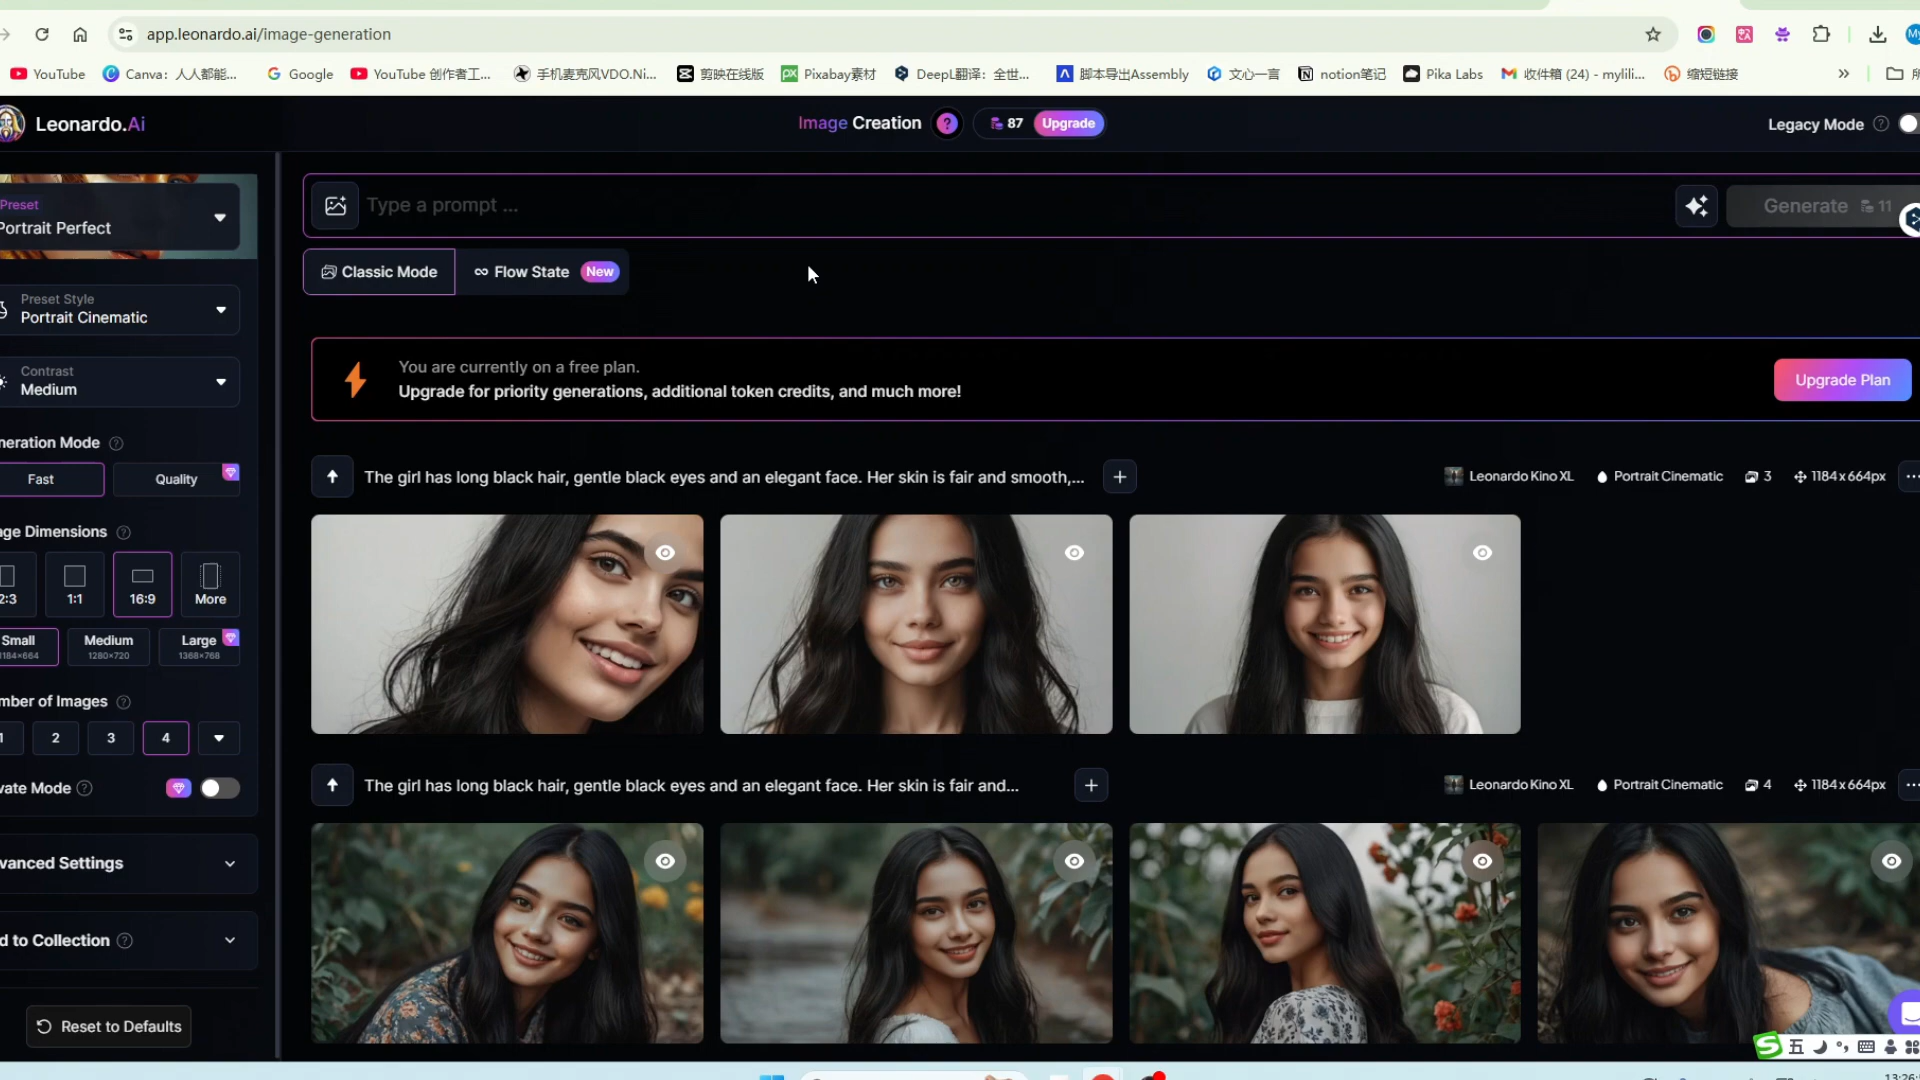 app.leonardo.ai/image-generation
YouTube
Canva：人人都能...
Google
YouTube 创作者工...
手机麦克风VDO.Ni...
剪映在线版
Pixabay素材
DeepL翻译：全世...
脚本导出Assembly
文心一言
notion笔记
Pika Labs
收件箱 (24) - mylili...
缩短链接
Leonardo.Ai
Image Creation
?
87
Upgrade
Legacy Mode
Preset
Portrait Perfect
Type a prompt ...
Generate 11
Preset Style
Portrait Cinematic
Classic Mode
Flow State New
Contrast
Medium
You are currently on a free plan.
Upgrade for priority generations, additional token credits, and much more!
Upgrade Plan
neration Mode
Fast
Quality
The girl has long black hair, gentle black eyes and an elegant face. Her skin is fair and smooth,...
Leonardo Kino XL
Portrait Cinematic
3
1184x664px
age Dimensions
2:3
1:1
16:9
More
Small
1184×664
Medium
1280×720
Large
1368×768
mber of Images
1
2
3
4
vate Mode
The girl has long black hair, gentle black eyes and an elegant face. Her skin is fair and...
Leonardo Kino XL
Portrait Cinematic
4
1184x664px
vanced Settings
d to Collection
Reset to Defaults
五